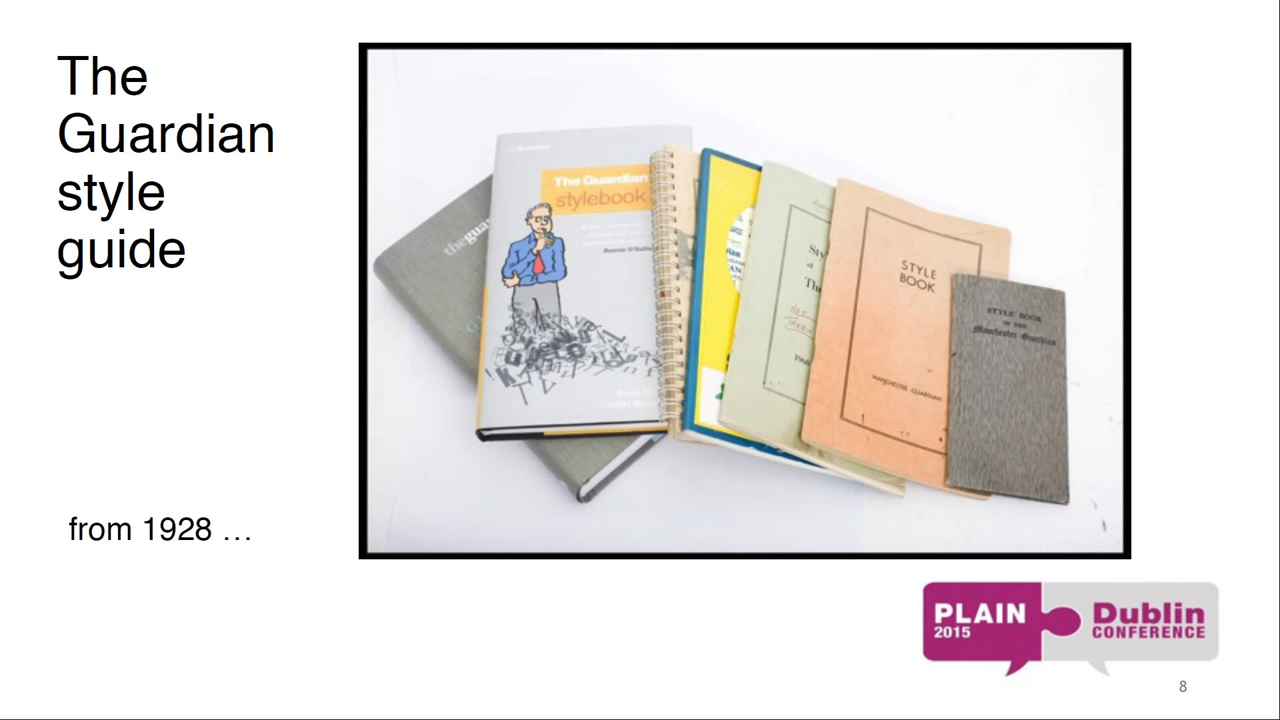 The
Guardian
style
guide
from 1928 …
theguar
The Guardian
stylebook
STYLE
BOOK
MANCHESTER GUARDIAN
STYLE BOOK
OF THE
Manchester Guardian
PLAIN
2015
Dublin
CONFERENCE
8